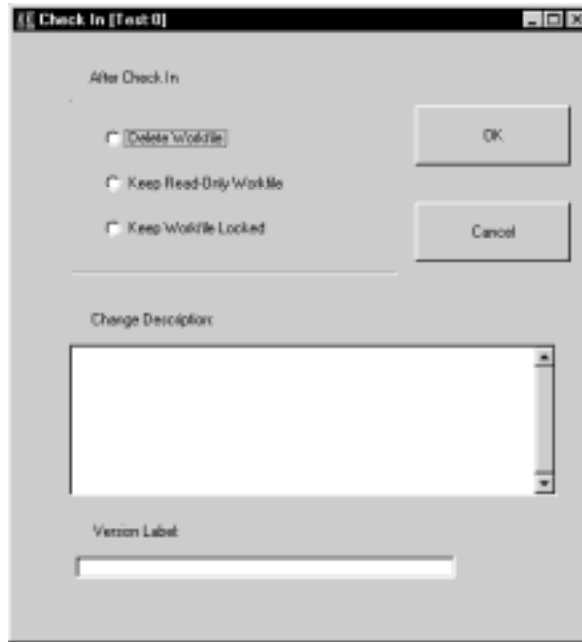 Check In [Test:0]
After Check In
Delete Workfile
OK
Keep Read-Only Workfile
Keep Workfile Locked
Cancel
Change Description:
Version Label: